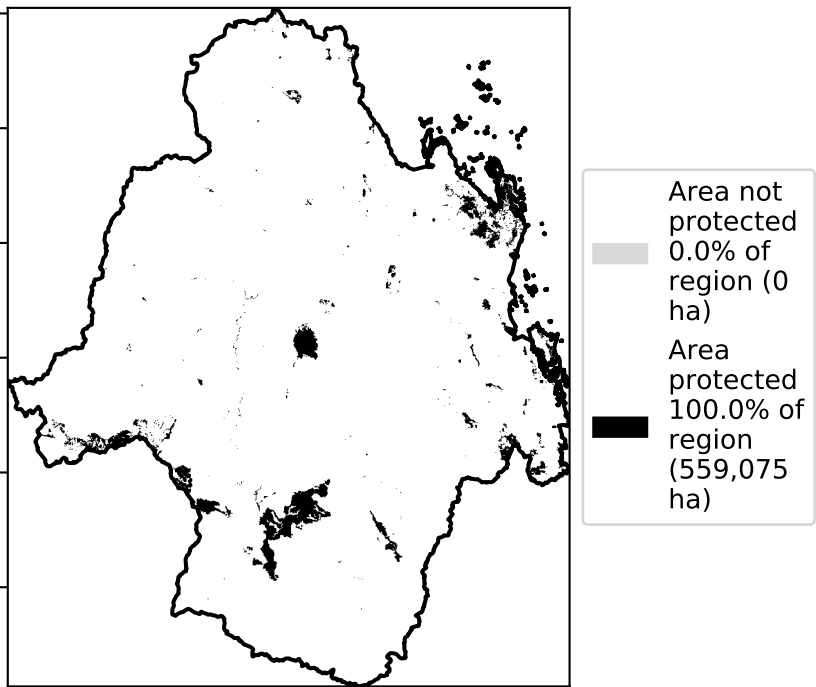 Area not
protected
0.0% of
region (0
ha)
Area
protected
100.0% of
region
(559,075
ha)